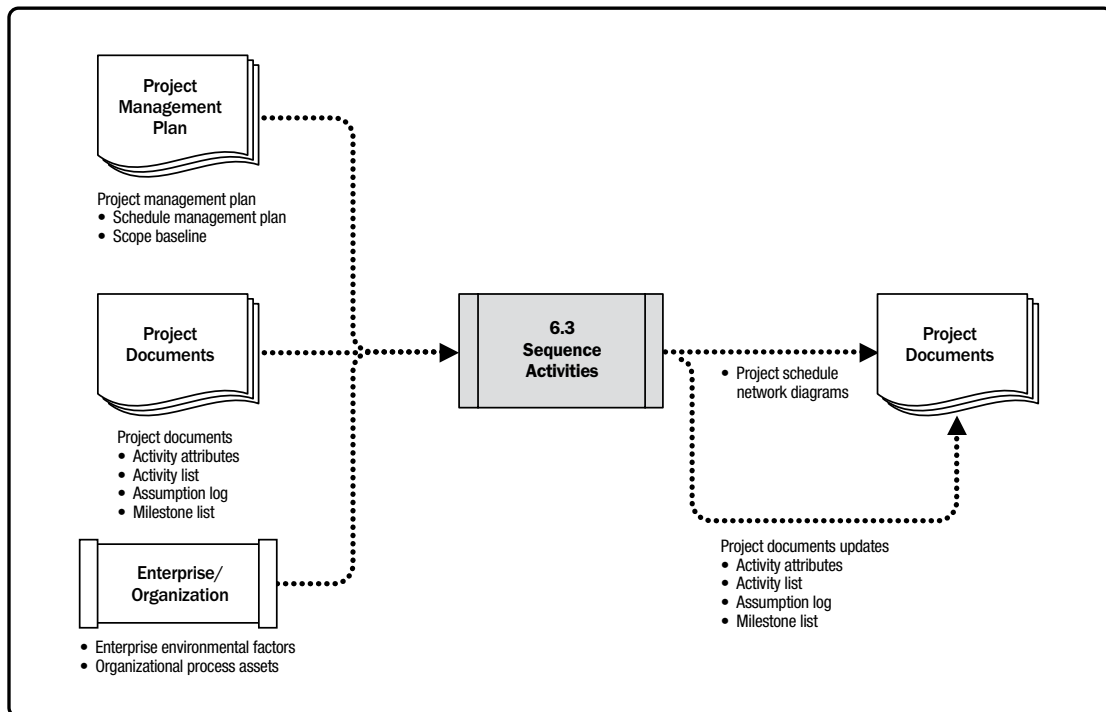 Project
Management
Plan
Project management plan
• Schedule management plan
• Scope baseline
Project
Documents
Project documents
• Activity attributes
• Activity list
• Assumption log
• Milestone list
Enterprise/
Organization
• Enterprise environmental factors
• Organizational process assets
6.3
Sequence
Activities
• Project schedule
network diagrams
Project
Documents
Project documents updates
• Activity attributes
• Activity list
• Assumption log
• Milestone list